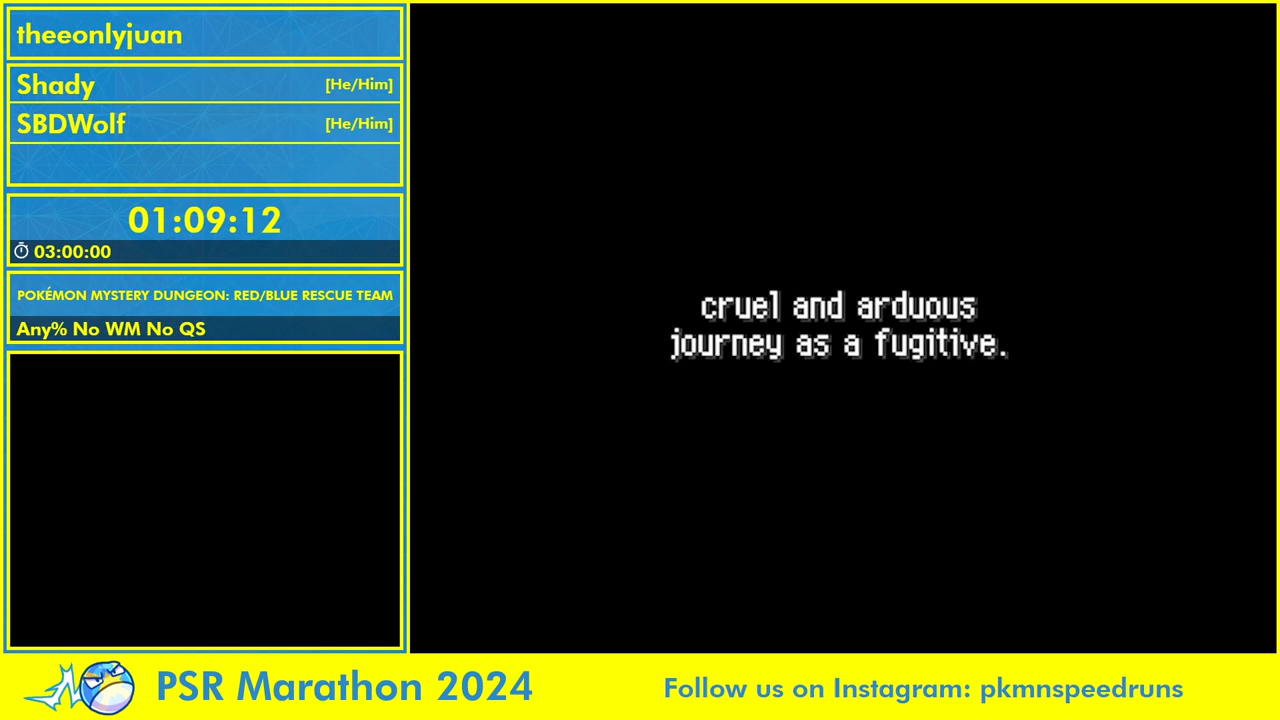 theeonlyjuan
Shady [He/Him]
SBDWolf [He/Him]
01:09:12
03:00:00
POKÉMON MYSTERY DUNGEON: RED/BLUE RESCUE TEAM
Any% No WM No QS
cruel and arduous
journey as a fugitive.
PSR Marathon 2024
Follow us on Instagram: pkmnspeedruns